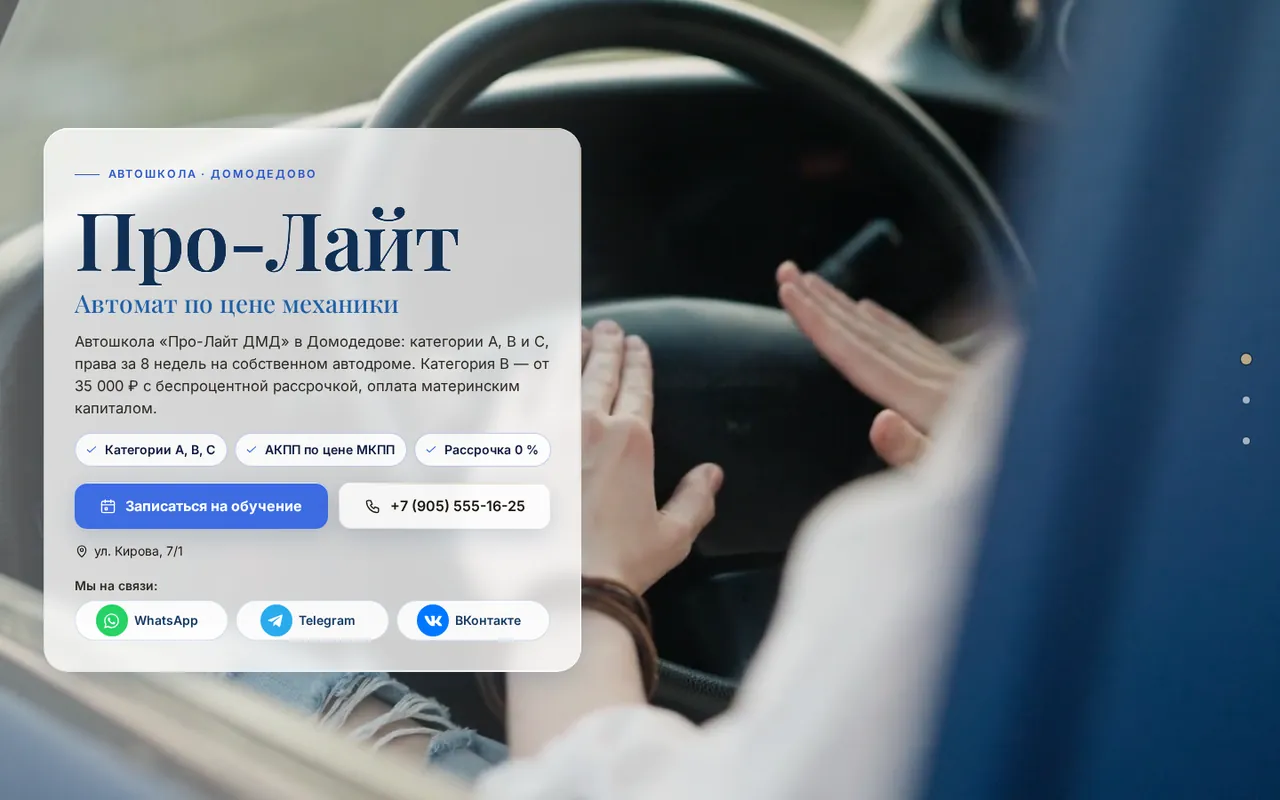 АВТОШКОЛА · ДОМОДЕДОВО
Про-Лайт
Автомат по цене механики
Автошкола «Про-Лайт ДМД» в Домодедове: категории A, B и C,
права за 8 недель на собственном автодроме. Категория B — от
35 000 ₽ с беспроцентной рассрочкой, оплата материнским
капиталом.
Категории A, B, C
АКПП по цене МКПП
Рассрочка 0 %
Записаться на обучение
+7 (905) 555-16-25
ул. Кирова, 7/1
Мы на связи:
WhatsApp
Telegram
ВКонтакте